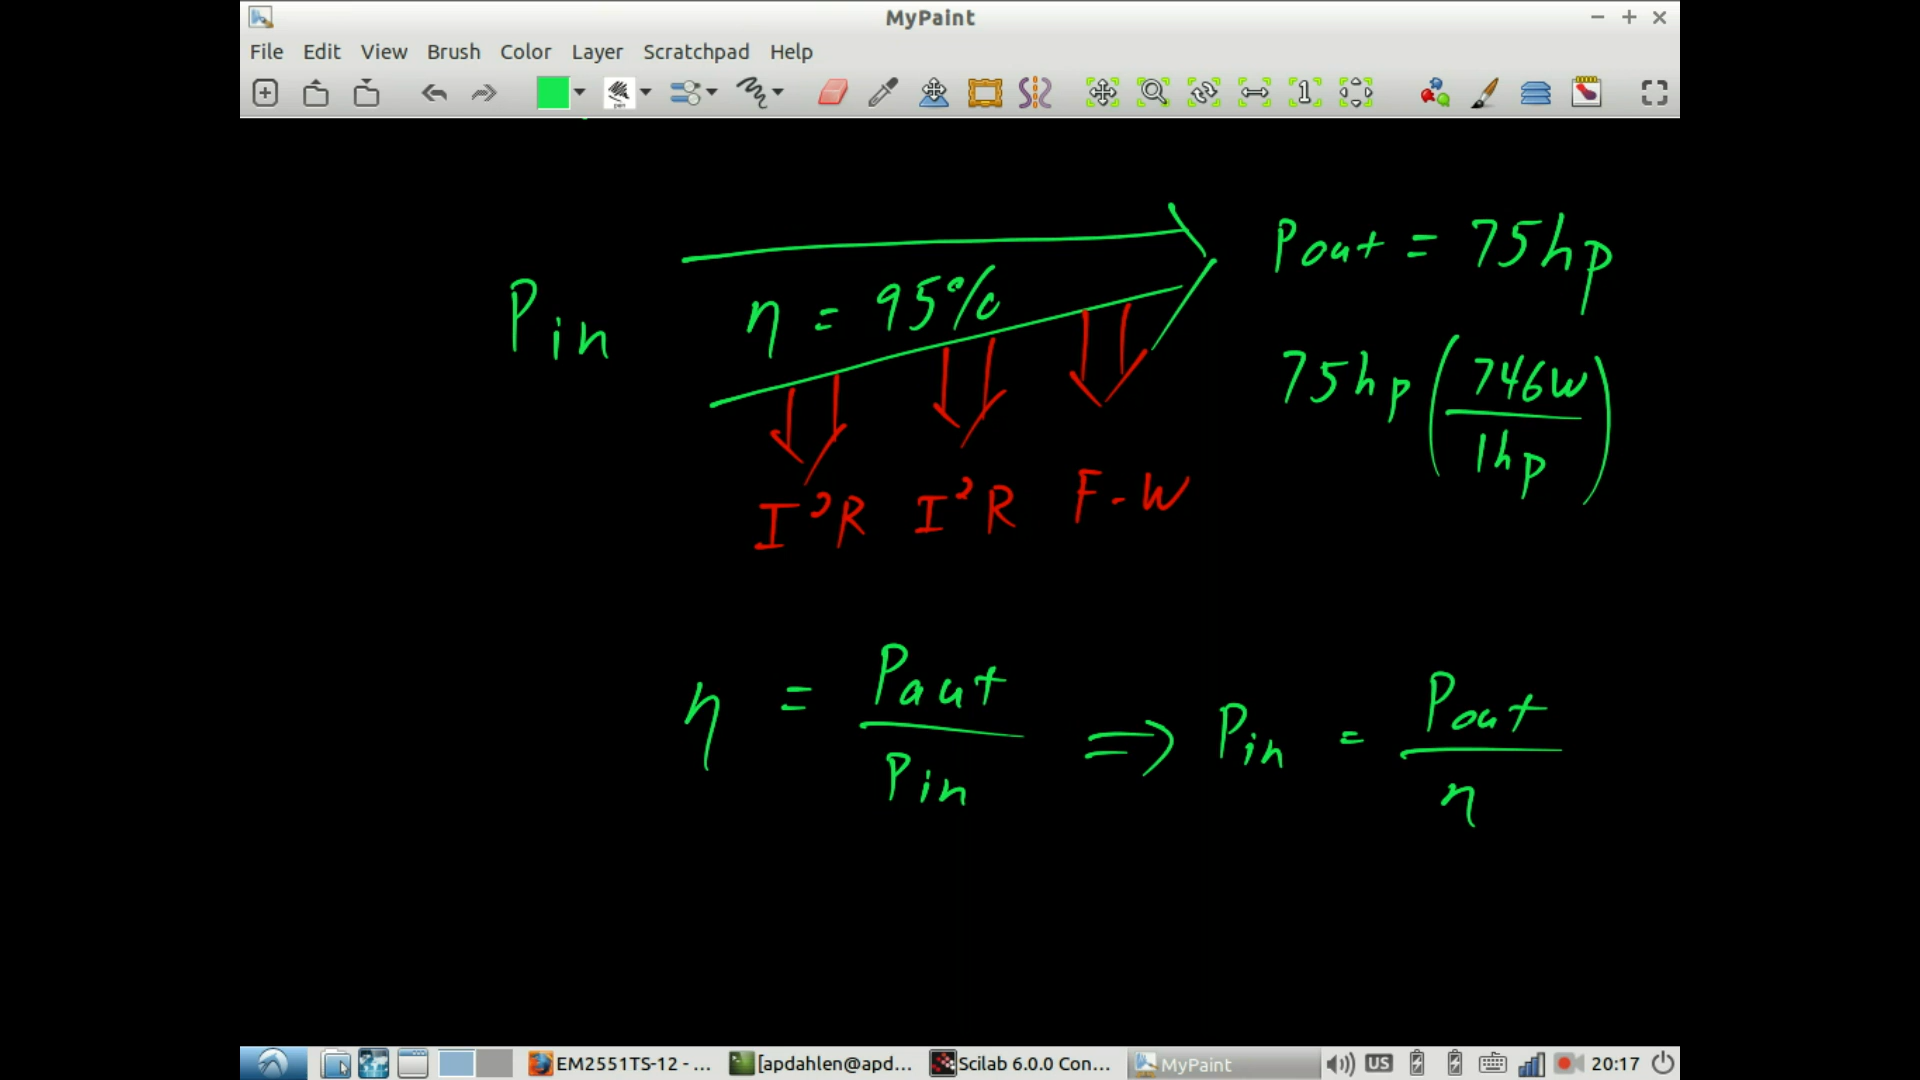 MyPaint
File Edit View Brush Color Layer Scratchpad Help
Pin
η = 95%
Pout = 75hp
75hp (746W / 1hp)
I²R I²R F-W
η = Pout / Pin ⇒ Pin = Pout / η
EM2551TS-12 - ... [apdahlen@apd... Scilab 6.0.0 Con... MyPaint US 20:17